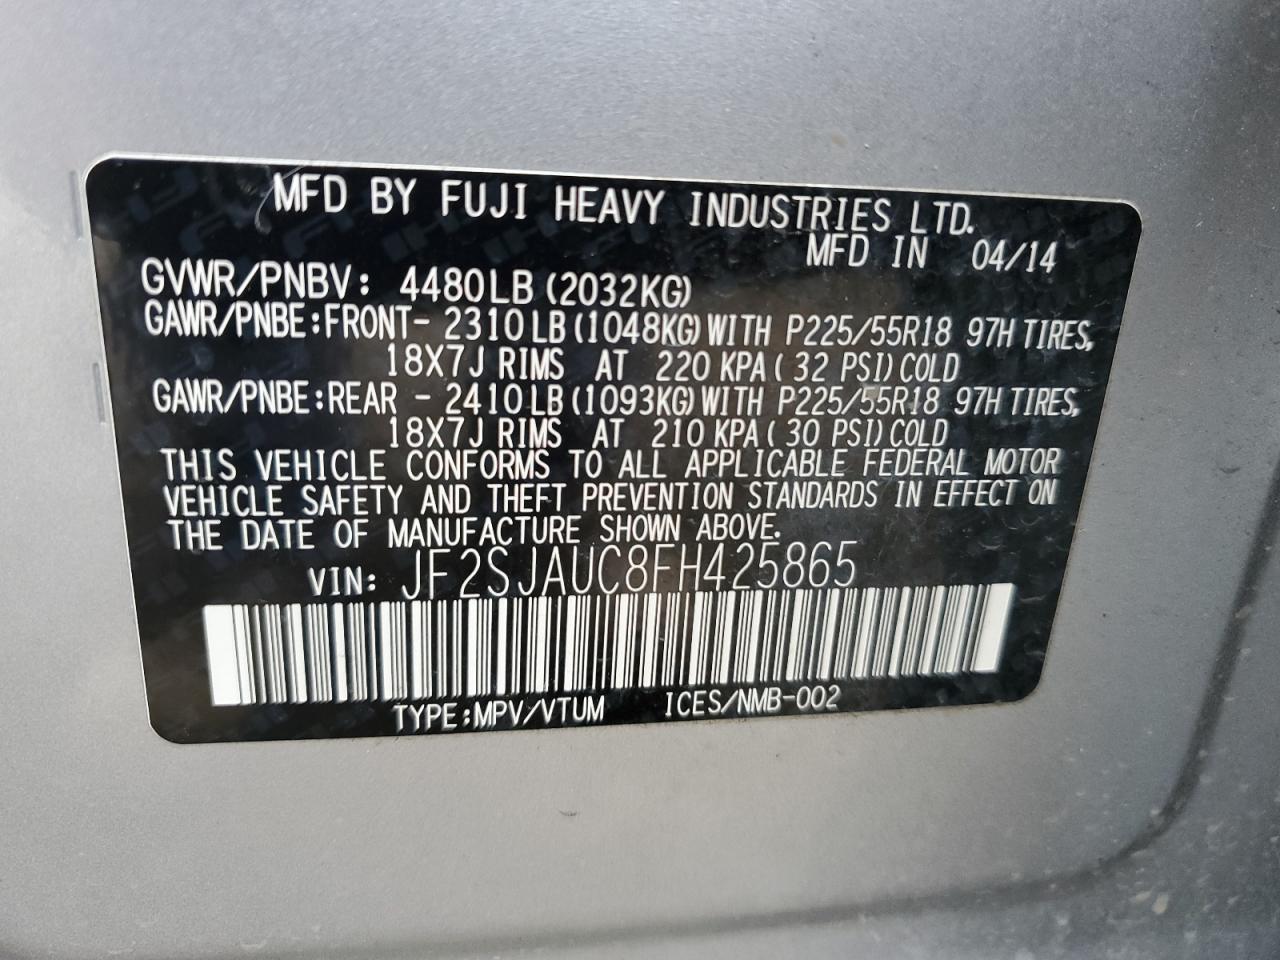 MFD BY FUJI HEAVY INDUSTRIES LTD.
MFD IN 04/14
GVWR/PNBV: 4480LB (2032KG)
GAWR/PNBE:FRONT- 2310LB (1048KG) WITH P225/55R18 97H TIRES,
18X7J RIMS AT 220 KPA ( 32 PSI) COLD
GAWR/PNBE:REAR - 2410LB (1093KG) WITH P225/55R18 97H TIRES,
18X7J RIMS AT 210 KPA ( 30 PSI) COLD
THIS VEHICLE CONFORMS TO ALL APPLICABLE FEDERAL MOTOR
VEHICLE SAFETY AND THEFT PREVENTION STANDARDS IN EFFECT ON
THE DATE OF MANUFACTURE SHOWN ABOVE.
VIN: JF2SJAUC8FH425865
TYPE:MPV/VTUM ICES/NMB-002